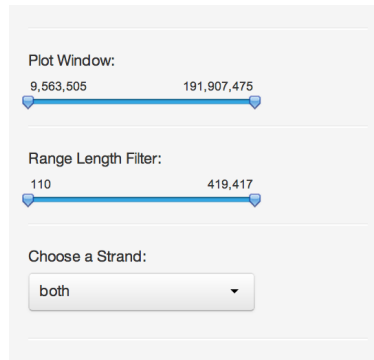 Plot Window:
9,563,505 191,907,475
Range Length Filter:
110 419,417
Choose a Strand:
both